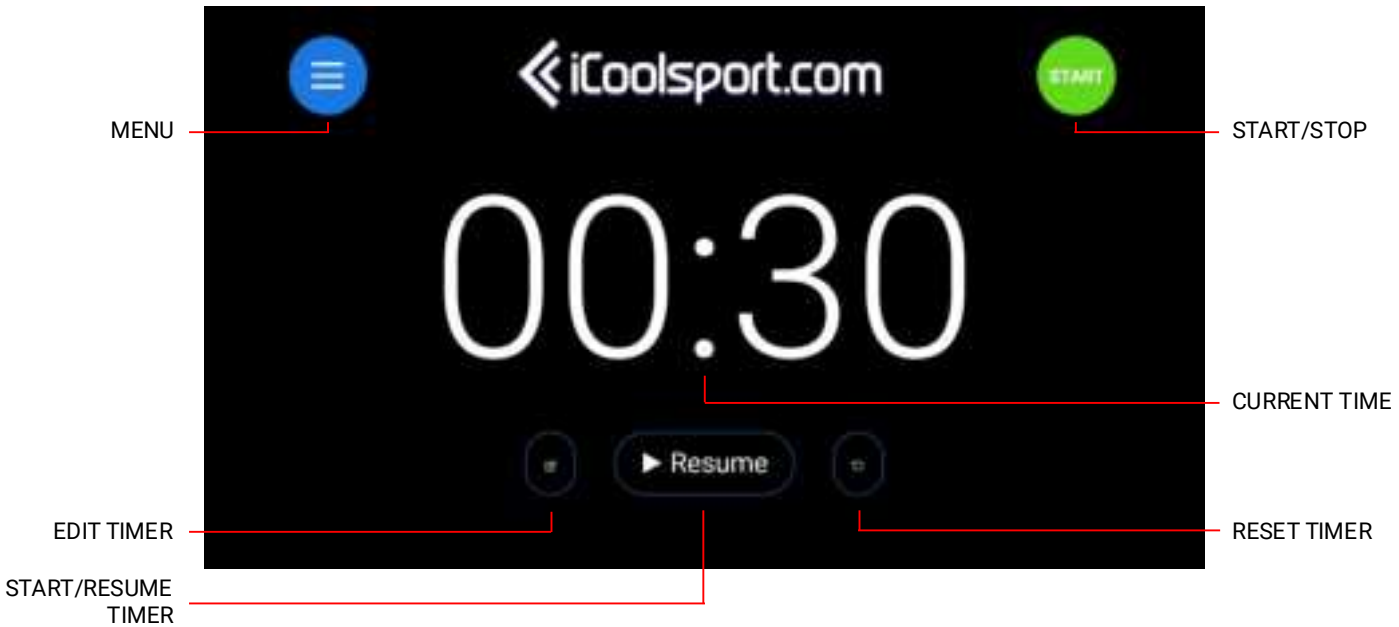 iCoolsport.com
START
MENU
START/STOP
00:30
CURRENT TIME
Resume
EDIT TIMER
RESET TIMER
START/RESUME
TIMER